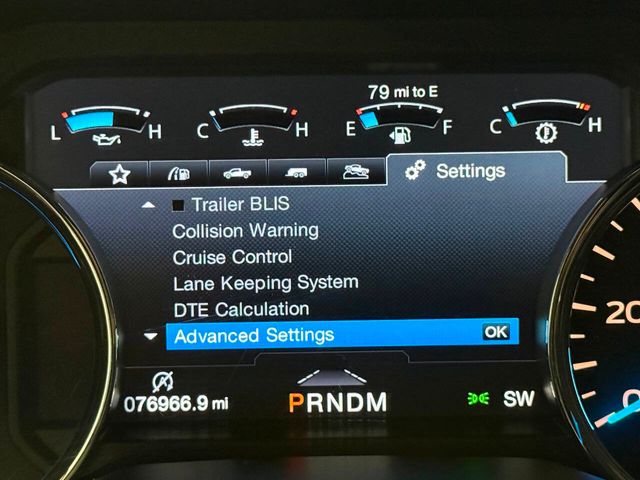 79 mi to E
L H C H E F C H
Settings
Trailer BLIS
Collision Warning
Cruise Control
Lane Keeping System
DTE Calculation
Advanced Settings OK
20
0
076966.9 mi PRNDM SW